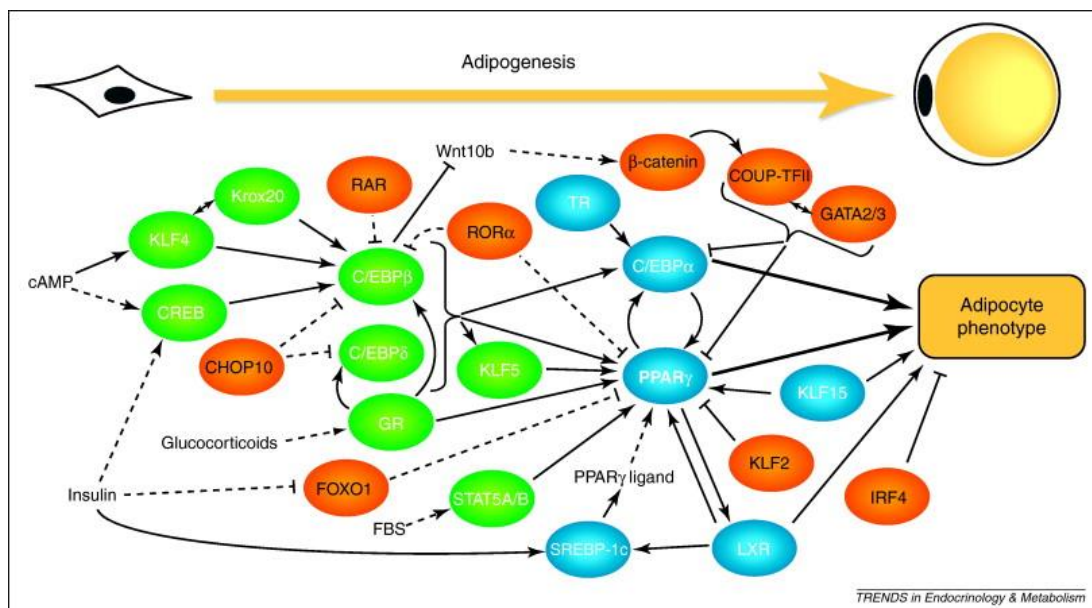 Adipogenesis
Wnt10b
β-catenin
COUP-TFII
GATA2/3
RAR
Krox20
TR
KLF4
RORα
C/EBPβ
C/EBPα
cAMP
CREB
Adipocyte
phenotype
C/EBPδ
CHOP10
KLF5
PPARγ
KLF15
GR
Glucocorticoids
KLF2
PPARγ ligand
Insulin
FOXO1
STAT5A/B
IRF4
FBS
SREBP-1c
LXR
TRENDS in Endocrinology & Metabolism